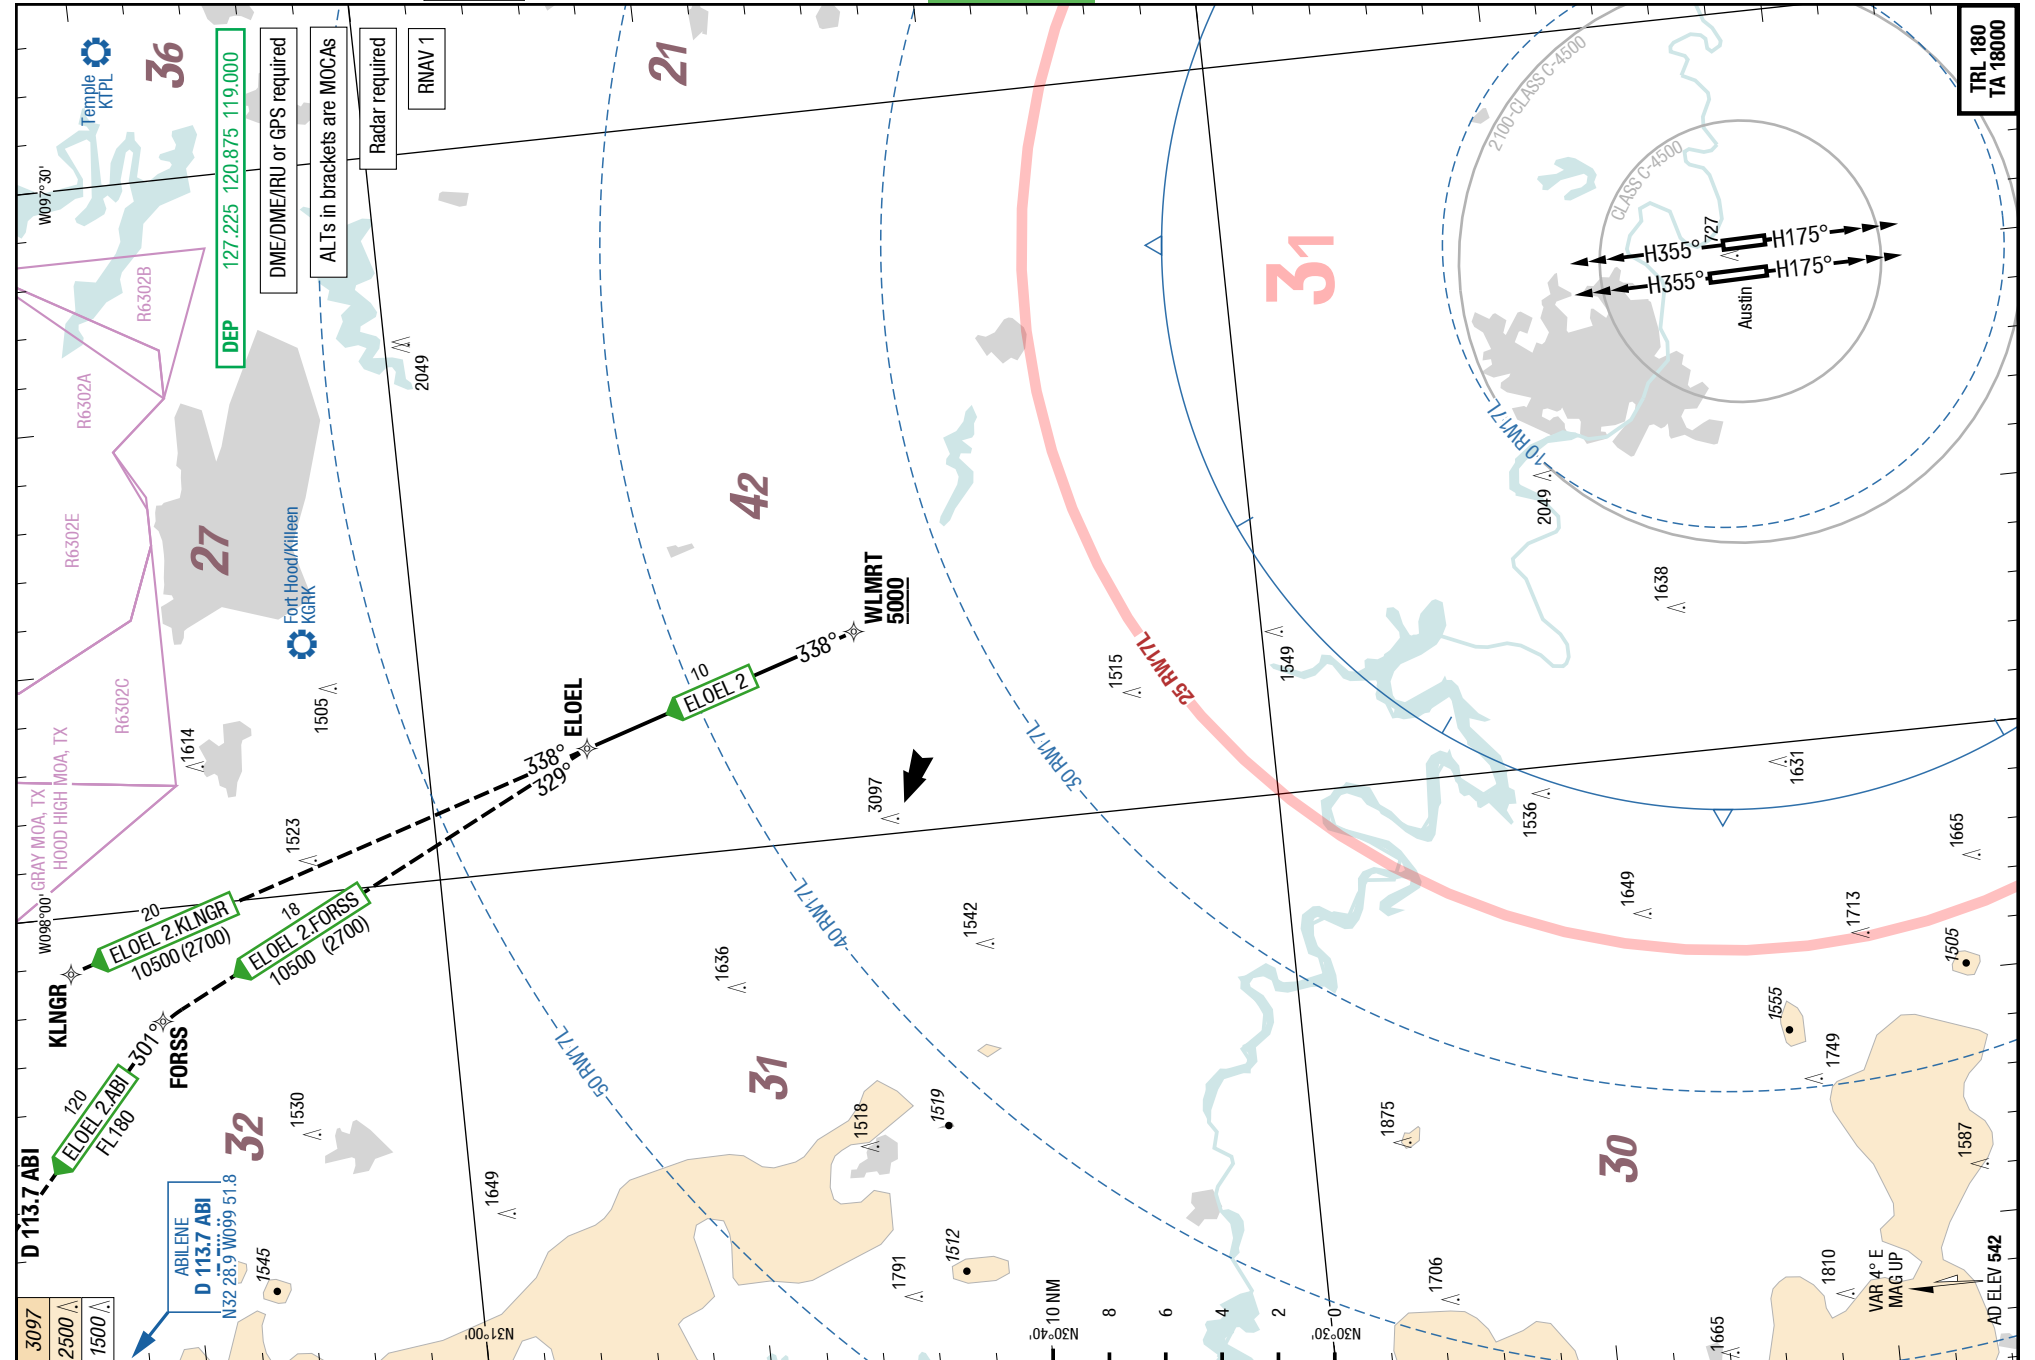 Temple
KTPL
36
W097°30'
DEP 127.225 120.875 119.000
DME/DME/IRU or GPS required
ALTs in brackets are MOCAs
Radar required
RNAV 1
21
TRL 180
TA 18000
2100-CLASS C-4500
CLASS C-4500
R6302B
R6302A
R6302E
R6302C
GRAY MOA, TX
HOOD HIGH MOA, TX
2049
31
727
H355°
H175°
H355°
H175°
Austin
10 RW17L
2049
27
42
Fort Hood/Killeen
KGRK
WLMRT
5000
338°
10
ELOEL 2
ELOEL
338°
329°
1505
1614
1523
1515
25 RW17L
1549
1638
30 RW17L
3097
1536
1631
1665
W098°00'
20
ELOEL 2.KLNGR
10500 (2700)
18
ELOEL 2.FORSS
10500 (2700)
KLNGR
FORSS
301°
120
ELOEL 2.ABI
FL180
D 113.7 ABI
40 RW17L
50 RW17L
1542
1636
1649
1713
1505
1555
1749
31
32
1530
1518
1519
1875
30
1587
ABILENE
D 113.7 ABI
N32 28.9 W099 51.8
1545
1649
1791
1512
1706
1810
VAR 4° E
MAG UP
AD ELEV 542
1665
3097
2500
1500
N31°00'
N30°40'
N30°30'
10 NM
8
6
4
2
0